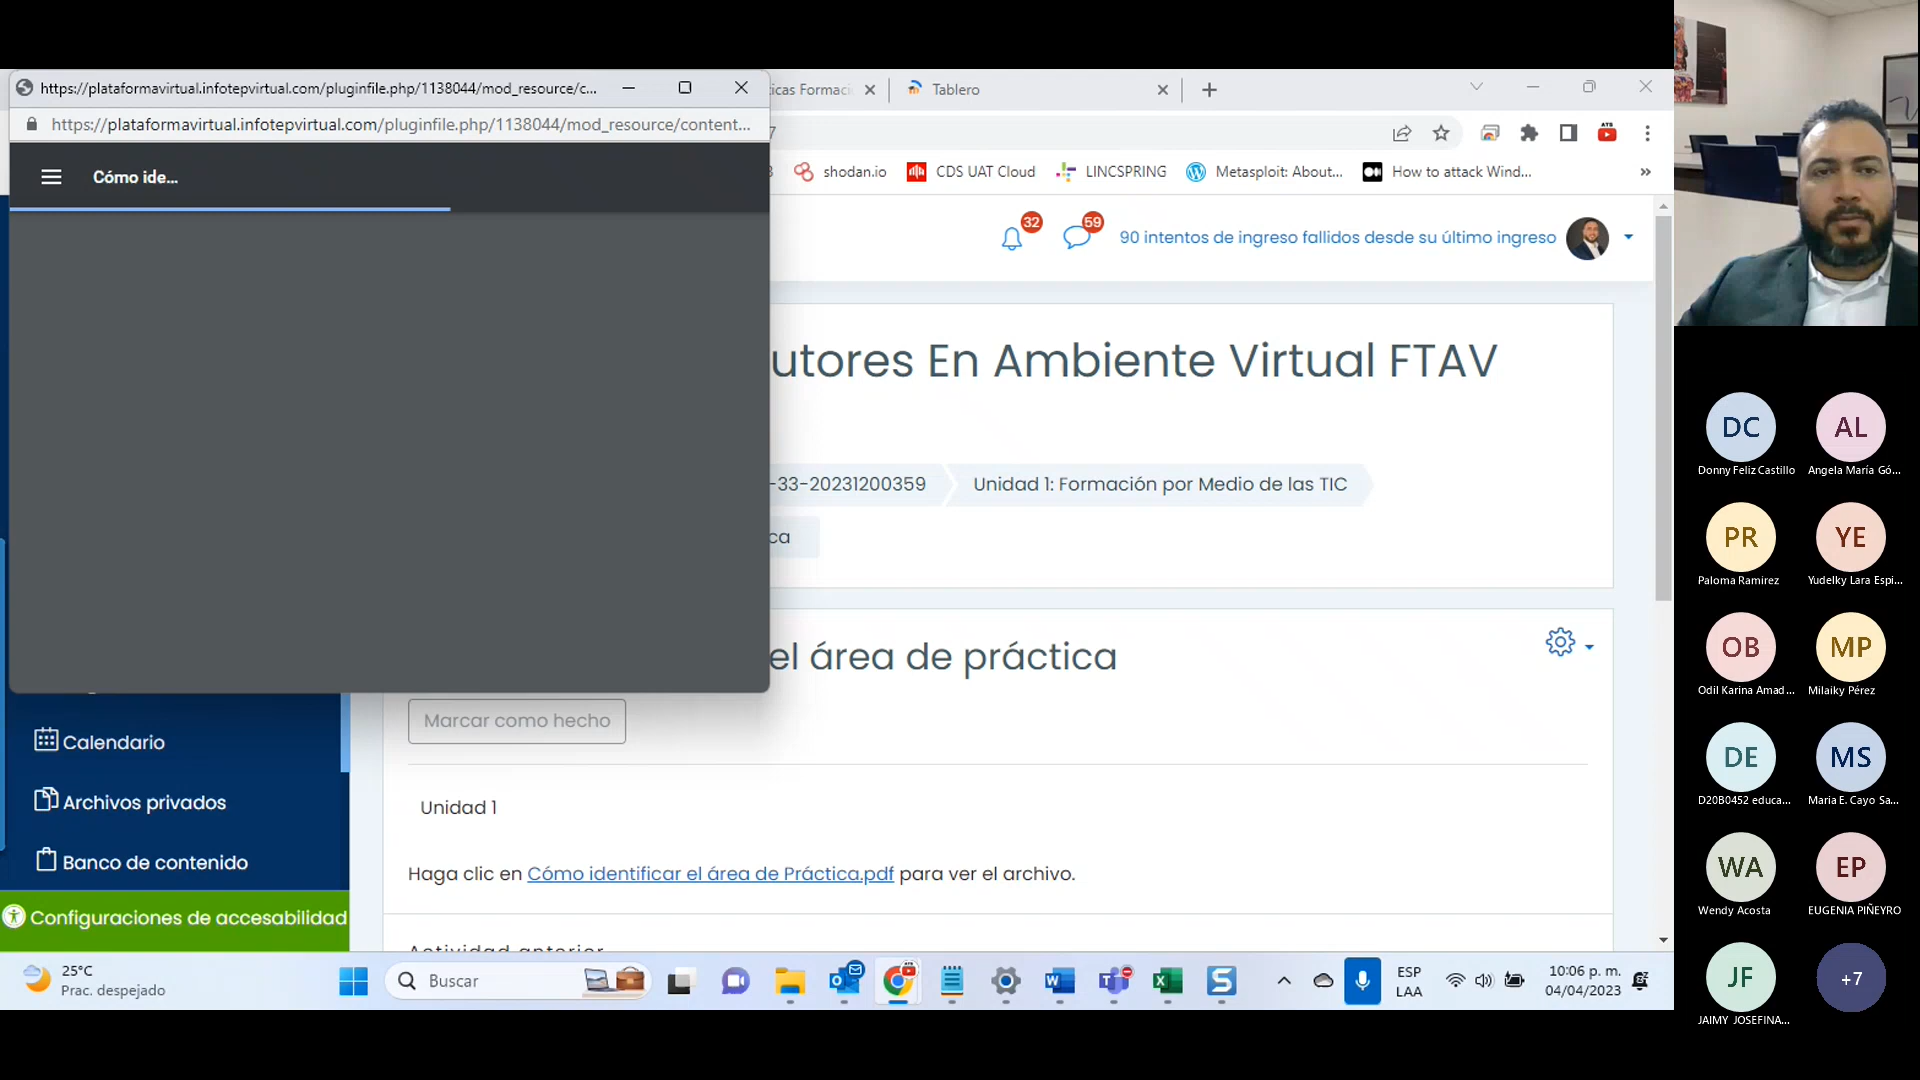 https://plataformavirtual.infotepvirtual.com/pluginfile.php/1138044/mod_resource/c...
https://plataformavirtual.infotepvirtual.com/pluginfile.php/1138044/mod_resource/content...
Cómo ide...
icas Formaci
Tablero
7
shodan.io
CDS UAT Cloud
LINCSPRING
Metasploit: About...
How to attack Wind...
»
32
59
90 intentos de ingreso fallidos desde su último ingreso
utores En Ambiente Virtual FTAV
-33-20231200359
Unidad 1: Formación por Medio de las TIC
ca
el área de práctica
Marcar como hecho
Unidad 1
Haga clic en Cómo identificar el área de Práctica.pdf para ver el archivo.
Calendario
Archivos privados
Banco de contenido
Configuraciones de accesabilidad
25°C
Prac. despejado
Buscar
ESP
LAA
10:06 p. m.
04/04/2023
DC
Donny Feliz Castillo
AL
Angela María Gó...
PR
Paloma Ramirez
YE
Yudelky Lara Espi...
OB
Odil Karina Amad...
MP
Milaiky Pérez
DE
D20B0452 educa...
MS
Maria E. Cayo Sa...
WA
Wendy Acosta
EP
EUGENIA PIÑEYRO
JF
JAIMY JOSEFINA...
+7